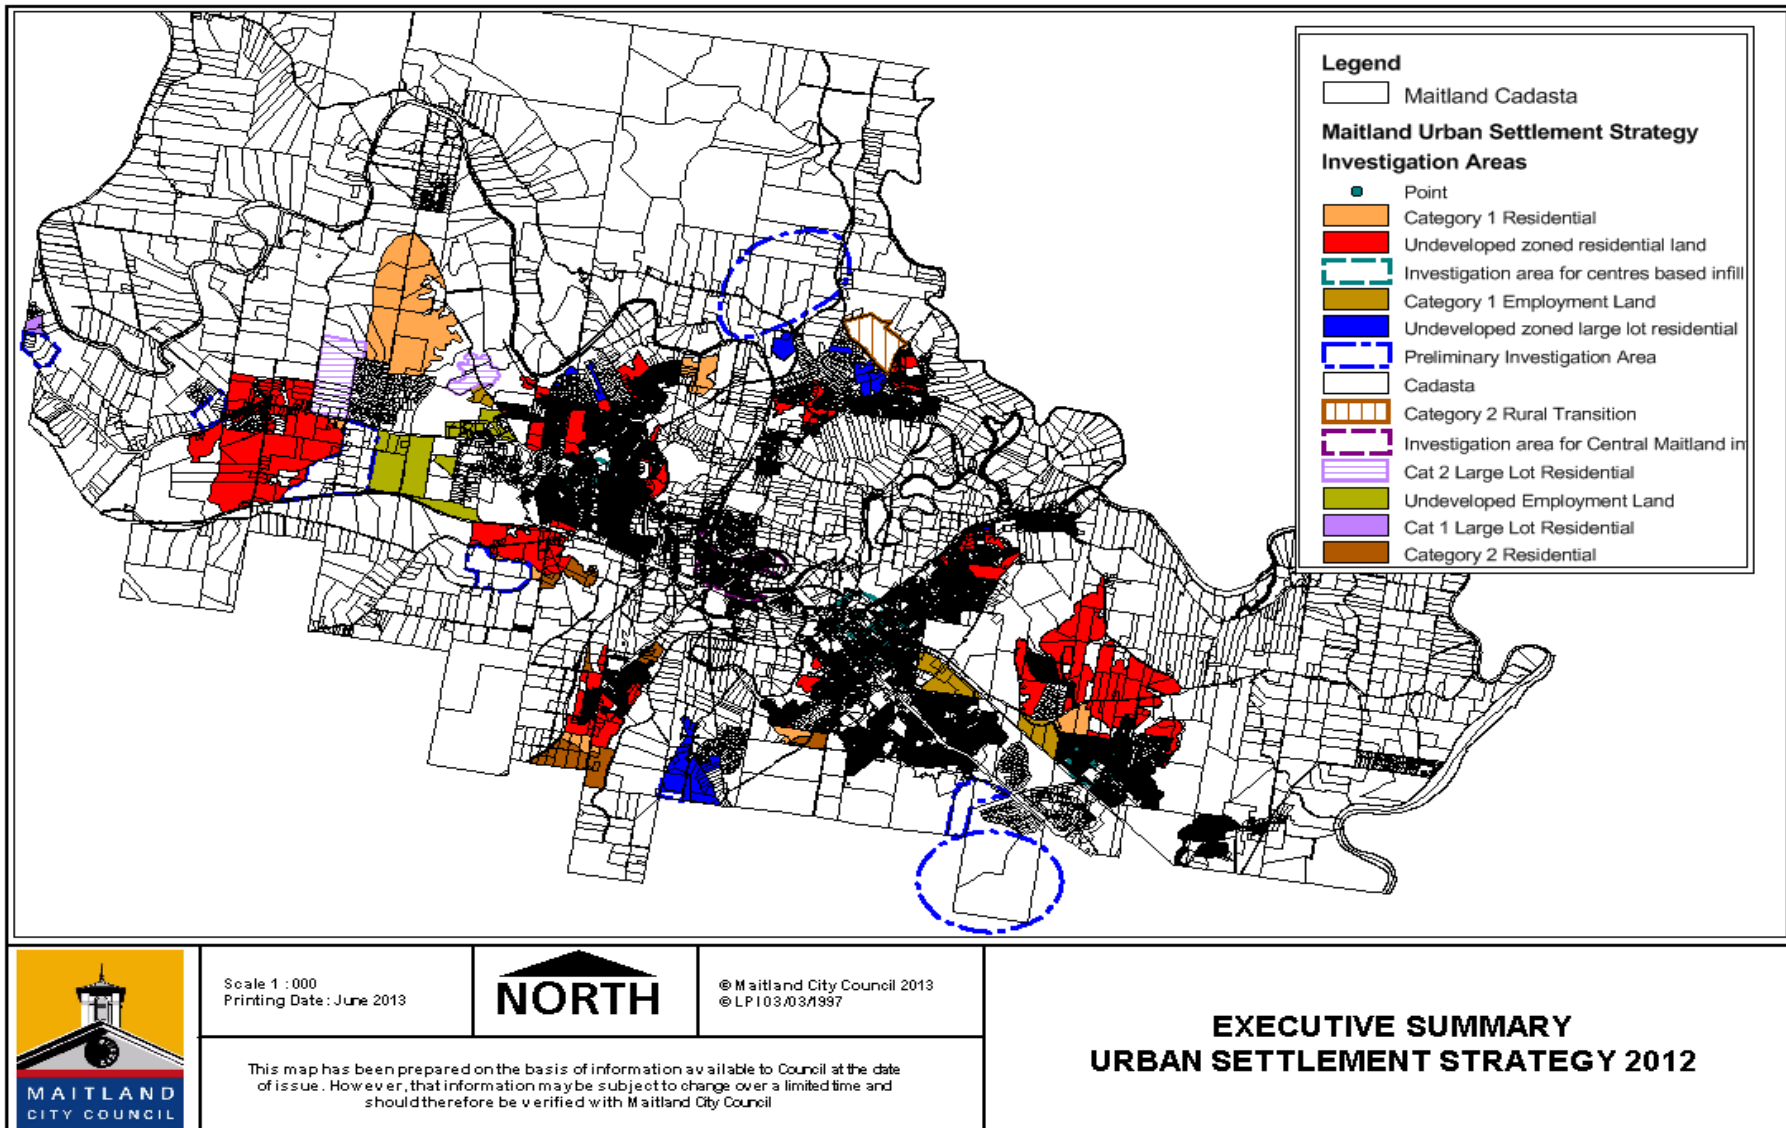 Legend
Maitland Cadasta
Maitland Urban Settlement Strategy
Investigation Areas
Point
Category 1 Residential
Undeveloped zoned residential land
Investigation area for centres based infill
Category 1 Employment Land
Undeveloped zoned large lot residential
Preliminary Investigation Area
Cadasta
Category 2 Rural Transition
Investigation area for Central Maitland in
Cat 2 Large Lot Residential
Undeveloped Employment Land
Cat 1 Large Lot Residential
Category 2 Residential
MAITLAND
CITY COUNCIL
Scale 1 :000
Printing Date: June 2013
NORTH
© Maitland City Council 2013
© LPI 03/03/1997
This map has been prepared on the basis of information available to Council at the date
of issue. However, that information may be subject to change over a limited time and
should therefore be verified with Maitland City Council
EXECUTIVE SUMMARY
URBAN SETTLEMENT STRATEGY 2012